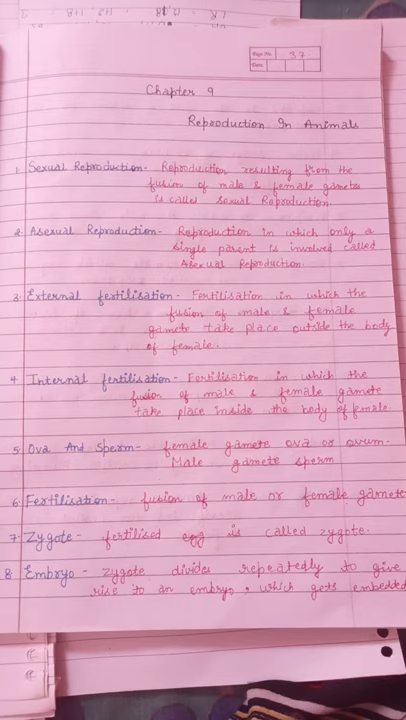 Page No. 37
Date
Chapter 9
Reproduction In Animals
1. Sexual Reproduction- Reproduction resulting from the
fusion of male & female gamete
is called sexual Reproduction
2. Asexual Reproduction- Reproduction in which only a
single parent is involved called
Asexual Reproduction.
3. External fertilisation- Fertilisation in which the
fusion of male & female
gamete take place outside the body
of female.
4 Internal fertilisation- Fertilisation in which the
fusion of male & female gamete
take place inside the body of female.
5. Ova And Sperm- female gamete ova or ovum.
Male gamete sperm
6. Fertilisation- fusion of male or female gamete
7. Zygote- fertilised egg is called zygote.
8. Embryo- zygote divides repeatedly to give
rise to an embryo, which gets embedded